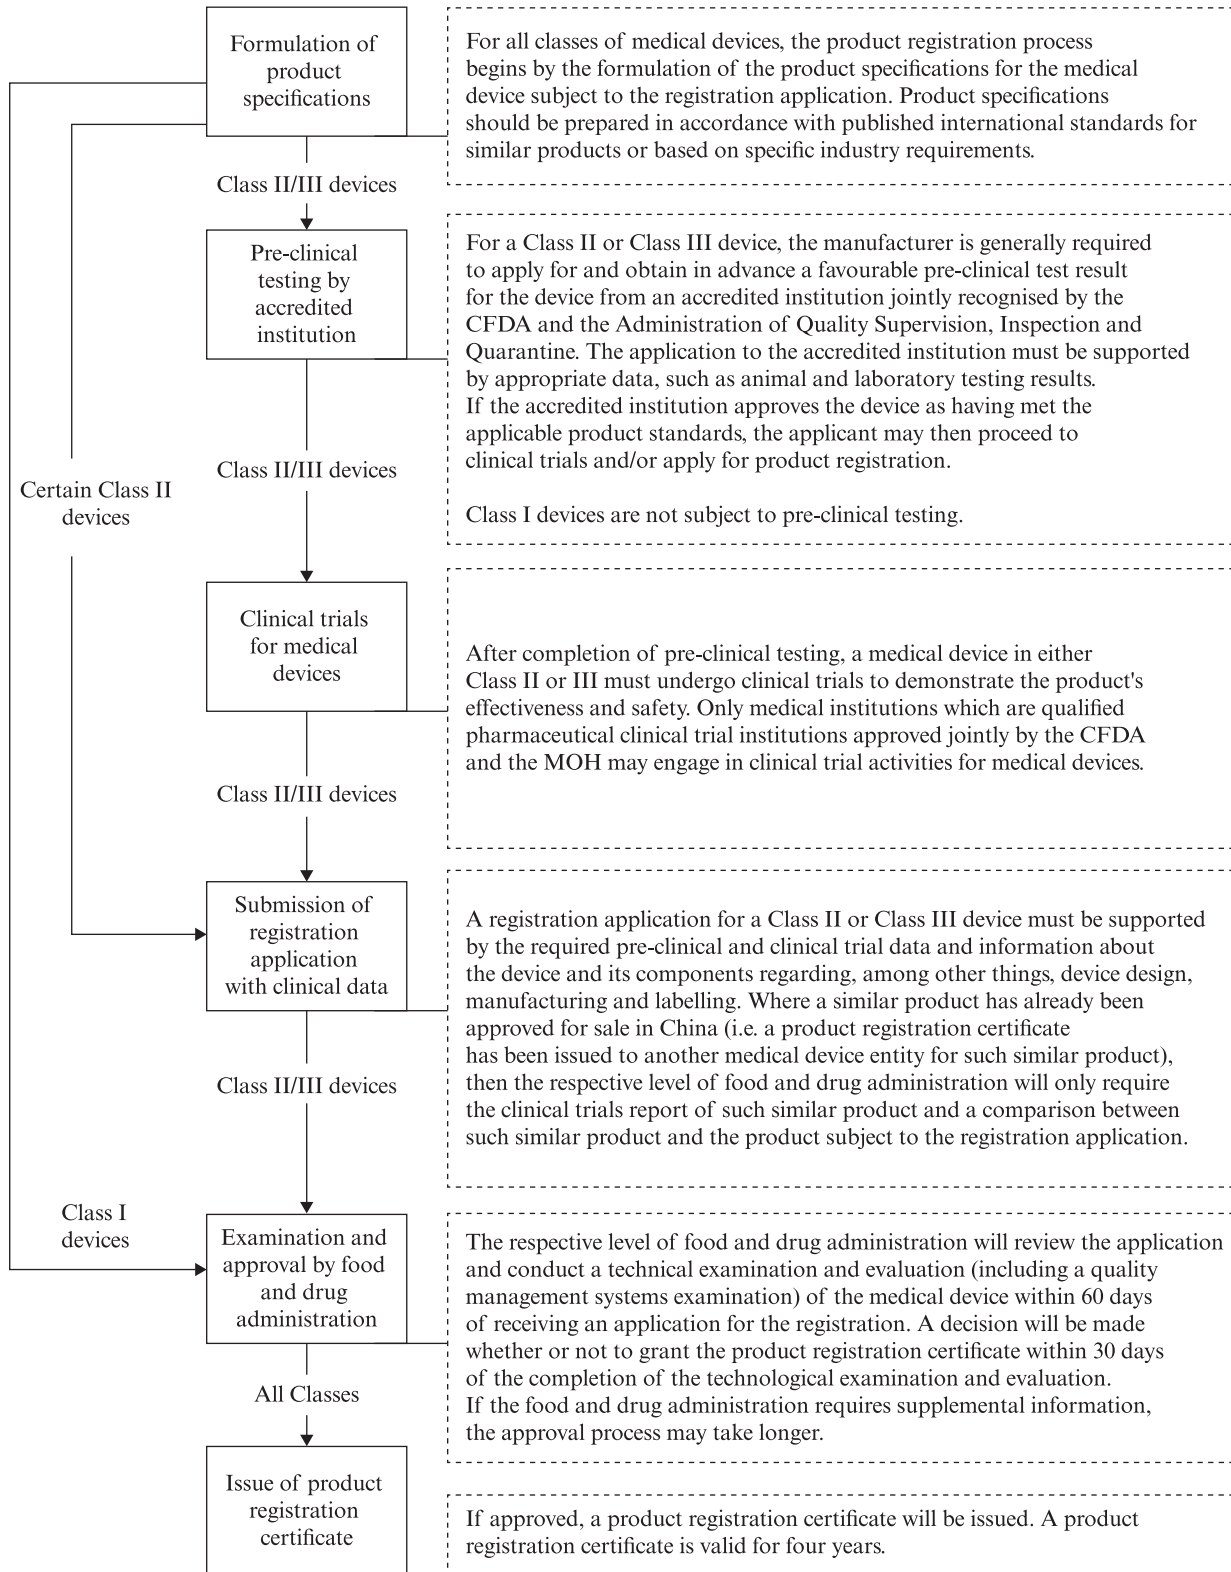 Formulation of
product
specifications
For all classes of medical devices, the product registration process
begins by the formulation of the product specifications for the medical
device subject to the registration application. Product specifications
should be prepared in accordance with published international standards for
similar products or based on specific industry requirements.
Class II/III devices
Pre-clinical
testing by
accredited
institution
For a Class II or Class III device, the manufacturer is generally required
to apply for and obtain in advance a favourable pre-clinical test result
for the device from an accredited institution jointly recognised by the
CFDA and the Administration of Quality Supervision, Inspection and
Quarantine. The application to the accredited institution must be supported
by appropriate data, such as animal and laboratory testing results.
If the accredited institution approves the device as having met the
applicable product standards, the applicant may then proceed to
clinical trials and/or apply for product registration.
Class I devices are not subject to pre-clinical testing.
Class II/III devices
Certain Class II
devices
Clinical trials
for medical
devices
After completion of pre-clinical testing, a medical device in either
Class II or III must undergo clinical trials to demonstrate the product's
effectiveness and safety. Only medical institutions which are qualified
pharmaceutical clinical trial institutions approved jointly by the CFDA
and the MOH may engage in clinical trial activities for medical devices.
Class II/III devices
Submission of
registration
application
with clinical data
A registration application for a Class II or Class III device must be supported
by the required pre-clinical and clinical trial data and information about
the device and its components regarding, among other things, device design,
manufacturing and labelling. Where a similar product has already been
approved for sale in China (i.e. a product registration certificate
has been issued to another medical device entity for such similar product),
then the respective level of food and drug administration will only require
the clinical trials report of such similar product and a comparison between
such similar product and the product subject to the registration application.
Class II/III devices
Class I
devices
Examination and
approval by food
and drug
administration
The respective level of food and drug administration will review the application
and conduct a technical examination and evaluation (including a quality
management systems examination) of the medical device within 60 days
of receiving an application for the registration. A decision will be made
whether or not to grant the product registration certificate within 30 days
of the completion of the technological examination and evaluation.
If the food and drug administration requires supplemental information,
the approval process may take longer.
All Classes
Issue of product
registration
certificate
If approved, a product registration certificate will be issued. A product
registration certificate is valid for four years.